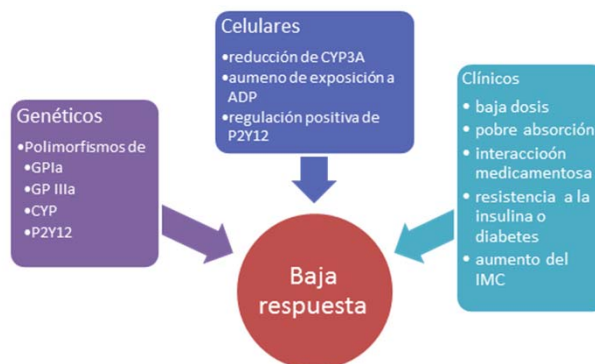 Genéticos
•Polimorfismos de
•GPIa
•GP IIIa
•CYP
•P2Y12
Celulares
•reducción de CYP3A
•aumeno de exposición a
ADP
•regulación positiva de
P2Y12
Clínicos
• baja dosis
• pobre absorción
• interaccioón
medicamentosa
• resistencia a la
insulina o
diabetes
• aumento del
IMC
Baja
respuesta